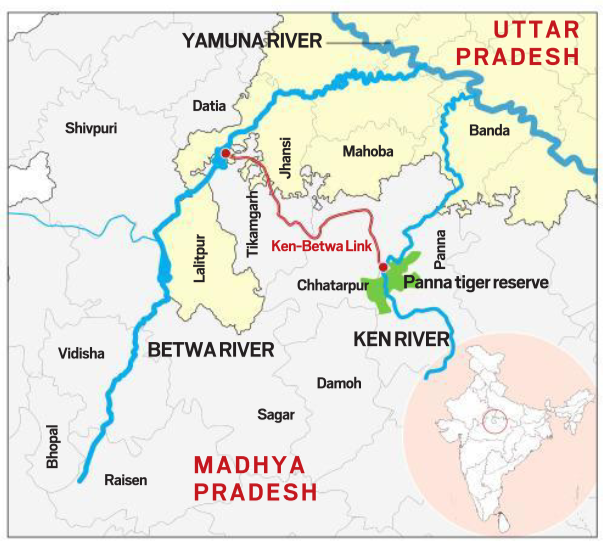 UTTAR
PRADESH
YAMUNA RIVER
Datia
Shivpuri
Banda
Jhansi
Mahoba
Tikamgarh
Lalitpur
Ken-Betwa Link
Panna
Chhatarpur
Panna tiger reserve
KEN RIVER
BETWA RIVER
Vidisha
Damoh
Sagar
Bhopal
Raisen
MADHYA
PRADESH